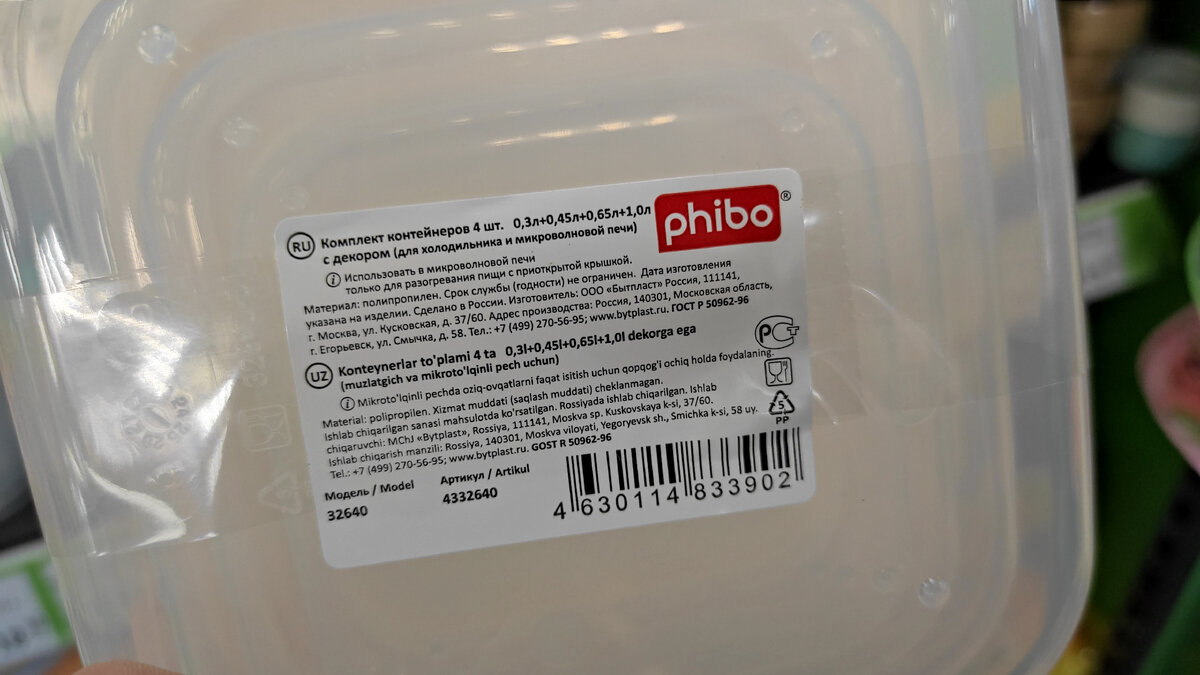 phibo®
RU Комплект контейнеров 4 шт. 0,3л+0,45л+0,65л+1,0л
с декором (для холодильника и микроволновой печи)
Использовать в микроволновой печи
только для разогревания пищи с приоткрытой крышкой.
Материал: полипропилен. Срок службы (годности) не ограничен. Дата изготовления
указана на изделии. Сделано в России. Изготовитель: ООО «Бытпласт» Россия, 111141,
г. Москва, ул. Кусковская, д. 37/60. Адрес производства: Россия, 140301, Московская область,
г. Егорьевск, ул. Смычка, д. 58. Тел.: +7 (499) 270-56-95; www.bytplast.ru. ГОСТ Р 50962-96
UZ Konteynerlar to'plami 4 ta 0,3l+0,45l+0,65l+1,0l dekorga ega
(muzlatgich va mikroto'lqinli pech uchun)
Mikroto'lqinli pechda oziq-ovqatlarni faqat isitish uchun qopqog'i ochiq holda foydalaning.
Material: polipropilen. Xizmat muddati (saqlash muddati) cheklanmagan.
Ishlab chiqarilgan sanasi mahsulotda ko'rsatilgan. Rossiyada ishlab chiqarilgan. Ishlab
chiqaruvchi: MChJ «Bytplast», Rossiya, 111141, Moskva sp. Kuskovskaya k-si, 37/60.
Ishlab chiqarish manzili: Rossiya, 140301, Moskva viloyati, Yegoryevsk sh., Smichka k-si, 58 uy.
Tel.: +7 (499) 270-56-95; www.bytplast.ru. GOST R 50962-96
РСТ
5
PP
Модель / Model
32640
Артикул / Artikul
4332640
4630114833902